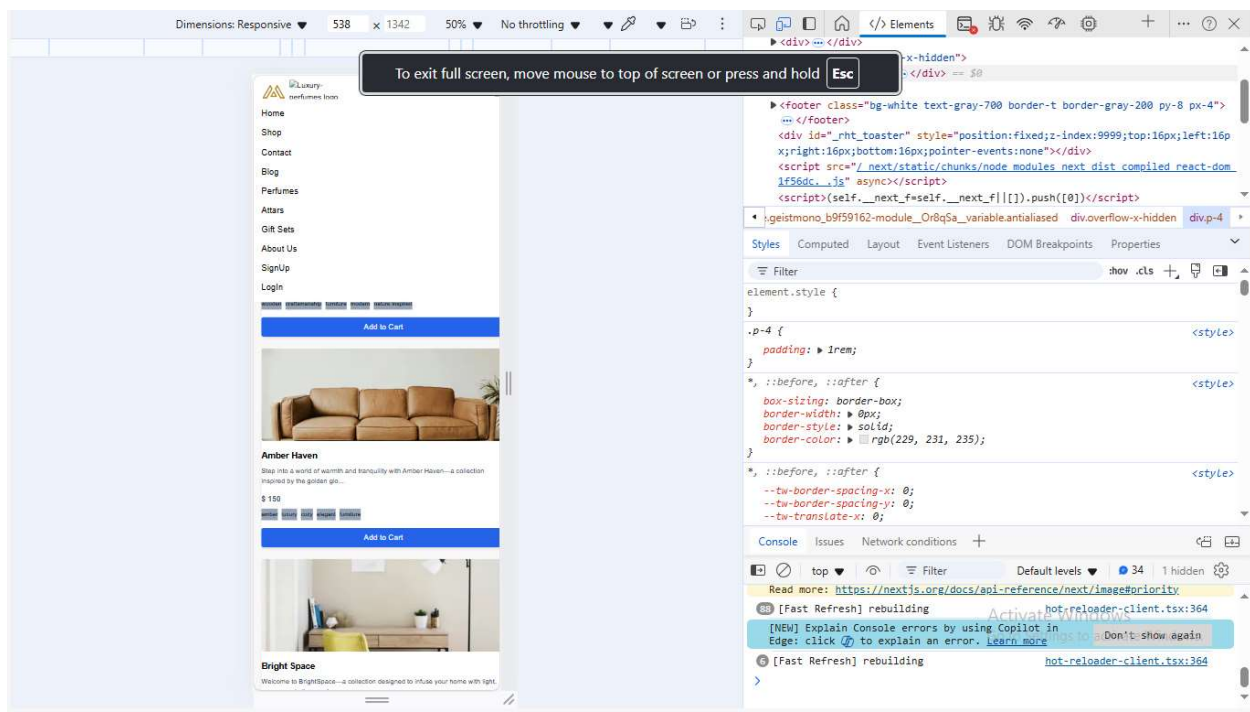 Dimensions: Responsive ▼ 538 x 1342 50% ▼ No throttling ▼
To exit full screen, move mouse to top of screen or press and hold Esc
Luxury-
perfumes logo
Home
Shop
Contact
Blog
Perfumes
Attars
Gift Sets
About Us
SignUp
Login
wooden craftsmanship furniture modern nature inspired
Add to Cart
Amber Haven
Step into a world of warmth and tranquility with Amber Haven—a collection
inspired by the golden glo...
$ 150
amber luxury cozy elegant furniture
Add to Cart
Bright Space
Welcome to BrightSpace—a collection designed to infuse your home with light,
</> Elements
▶ <div> ⋯ </div>
x-hidden">
</div> == $0
▶ <footer class="bg-white text-gray-700 border-t border-gray-200 py-8 px-4">
⋯ </footer>
<div id="_rht_toaster" style="position:fixed;z-index:9999;top:16px;left:16p
x;right:16px;bottom:16px;pointer-events:none"></div>
<script src="/_next/static/chunks/node_modules_next_dist_compiled_react-dom_
1f56dc._.js" async></script>
<script>(self.__next_f=self.__next_f||[]).push([0])</script>
e.geistmono_b9f59162-module__Or8qSa__variable.antialiased div.overflow-x-hidden div.p-4
Styles Computed Layout Event Listeners DOM Breakpoints Properties
Filter :hov .cls
element.style {
}
.p-4 { <style>
padding: ▶ 1rem;
}
*, ::before, ::after { <style>
box-sizing: border-box;
border-width: ▶ 0px;
border-style: ▶ solid;
border-color: ▶ rgb(229, 231, 235);
}
*, ::before, ::after { <style>
--tw-border-spacing-x: 0;
--tw-border-spacing-y: 0;
--tw-translate-x: 0;
Console Issues Network conditions
top ▼ Filter Default levels ▼ 34 1 hidden
Read more: https://nextjs.org/docs/api-reference/next/image#priority
88 [Fast Refresh] rebuilding hot-reloader-client.tsx:364
Activate Windows
[NEW] Explain Console errors by using Copilot in
Edge: click to explain an error. Learn more Don't show again
6 [Fast Refresh] rebuilding hot-reloader-client.tsx:364